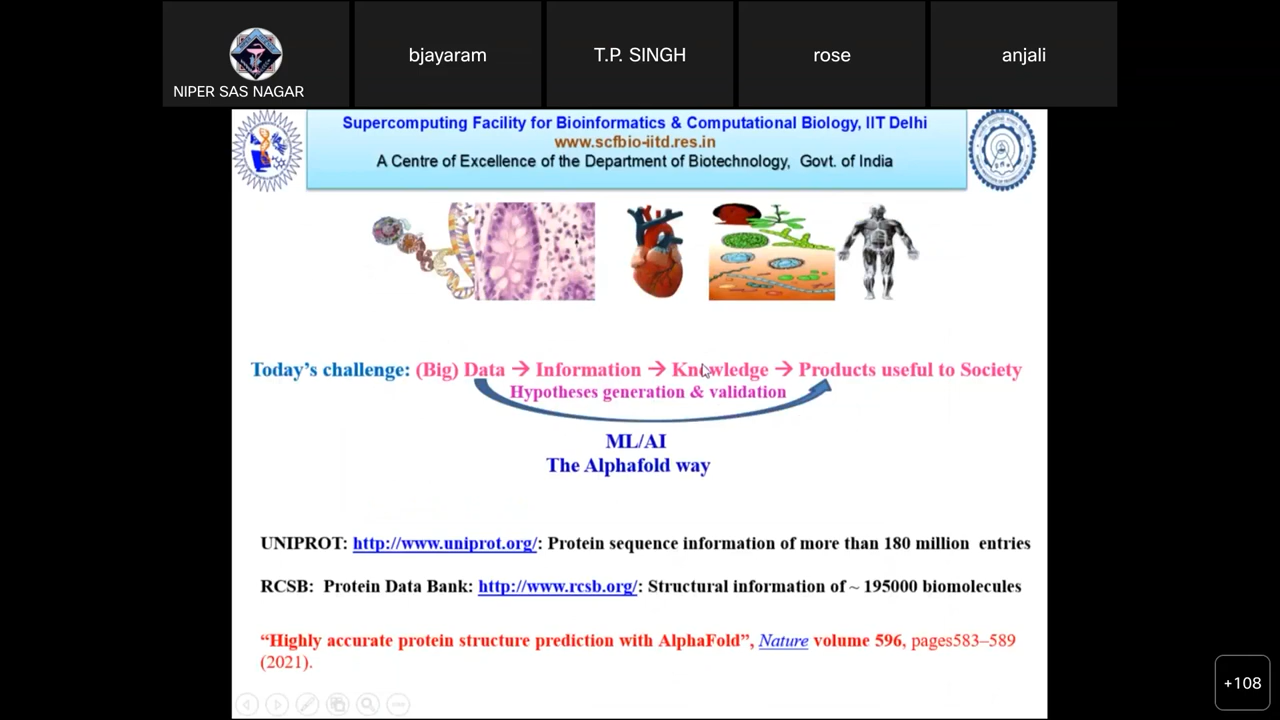 NIPER SAS NAGAR
bjayaram
T.P. SINGH
rose
anjali
Supercomputing Facility for Bioinformatics & Computational Biology, IIT Delhi
www.scfbio-iitd.res.in
A Centre of Excellence of the Department of Biotechnology, Govt. of India
Today's challenge: (Big) Data → Information → Knowledge → Products useful to Society
Hypotheses generation & validation
ML/AI
The Alphafold way
UNIPROT: http://www.uniprot.org/: Protein sequence information of more than 180 million entries
RCSB: Protein Data Bank: http://www.rcsb.org/: Structural information of ~ 195000 biomolecules
“Highly accurate protein structure prediction with AlphaFold”, Nature volume 596, pages583–589
(2021).
+108